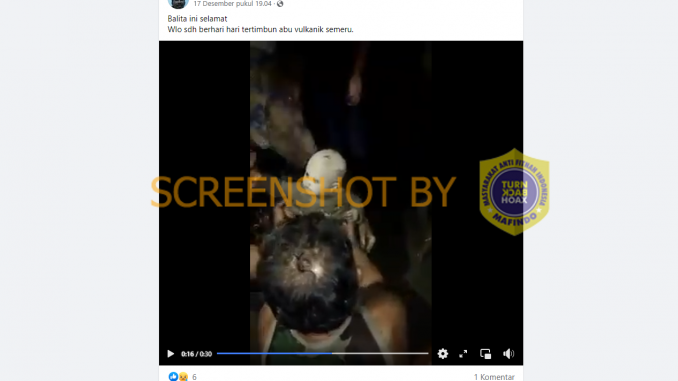 17 Desember pukul 19.04 ·
Balita ini selamat
Wlo sdh berhari hari tertimbun abu vulkanik semeru.
SCREENSHOT BY
MASYARAKAT ANTI FITNAH INDONESIA
TURN
BACK
HOAX
MAFINDO
0:16 / 0:30
6
1 Komentar